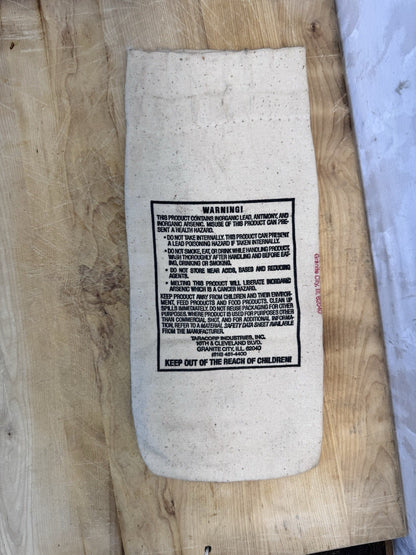 WARNING!
THIS PRODUCT CONTAINS INORGANIC LEAD, ANTIMONY, AND
INORGANIC ARSENIC. MISUSE OF THIS PRODUCT CAN PRE-
SENT A HEALTH HAZARD.
• DO NOT TAKE INTERNALLY. THIS PRODUCT CAN PRESENT
A LEAD POISONING HAZARD IF TAKEN INTERNALLY.
• DO NOT SMOKE, EAT, OR DRINK WHILE HANDLING PRODUCT.
WASH THOROUGHLY AFTER HANDLING AND BEFORE EAT-
ING, DRINKING OR SMOKING.
• DO NOT STORE NEAR ACIDS, BASES AND REDUCING
AGENTS.
• MELTING THIS PRODUCT WILL LIBERATE INORGANIC
ARSENIC WHICH IS A CANCER HAZARD.
KEEP PRODUCT AWAY FROM CHILDREN AND THEIR ENVIRON-
MENT, FEED PRODUCTS AND FOOD PRODUCTS. CLEAN UP
SPILLS IMMEDIATELY. DO NOT REUSE PACKAGING FOR OTHER
PURPOSES. WHERE PRODUCT IS USED FOR PURPOSES OTHER
THAN COMMERCIAL SHOT, AND FOR ADDITIONAL INFORMA-
TION, REFER TO A MATERIAL SAFETY DATA SHEET AVAILABLE
FROM THE MANUFACTURER.
TARACORP INDUSTRIES, INC.
16TH & CLEVELAND BLVD.
GRANITE CITY, ILL 62040
(618) 451-4400
KEEP OUT OF THE REACH OF CHILDREN!
Granite City, Ill. 62040